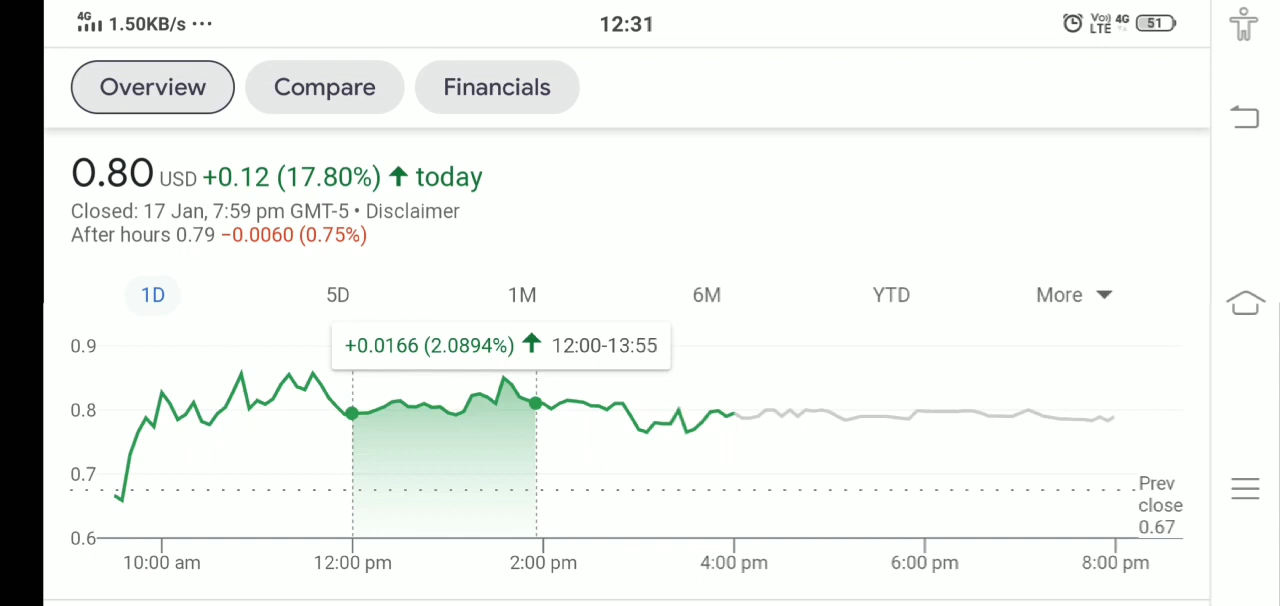 4G 1.50KB/s ··· 12:31 Vo) LTE 4G 51
Overview Compare Financials
0.80 USD +0.12 (17.80%) ↑ today
Closed: 17 Jan, 7:59 pm GMT-5 • Disclaimer
After hours 0.79 −0.0060 (0.75%)
1D 5D 1M 6M YTD More
+0.0166 (2.0894%) ↑ 12:00-13:55
0.9
0.8
0.7
0.6
Prev
close
0.67
10:00 am 12:00 pm 2:00 pm 4:00 pm 6:00 pm 8:00 pm